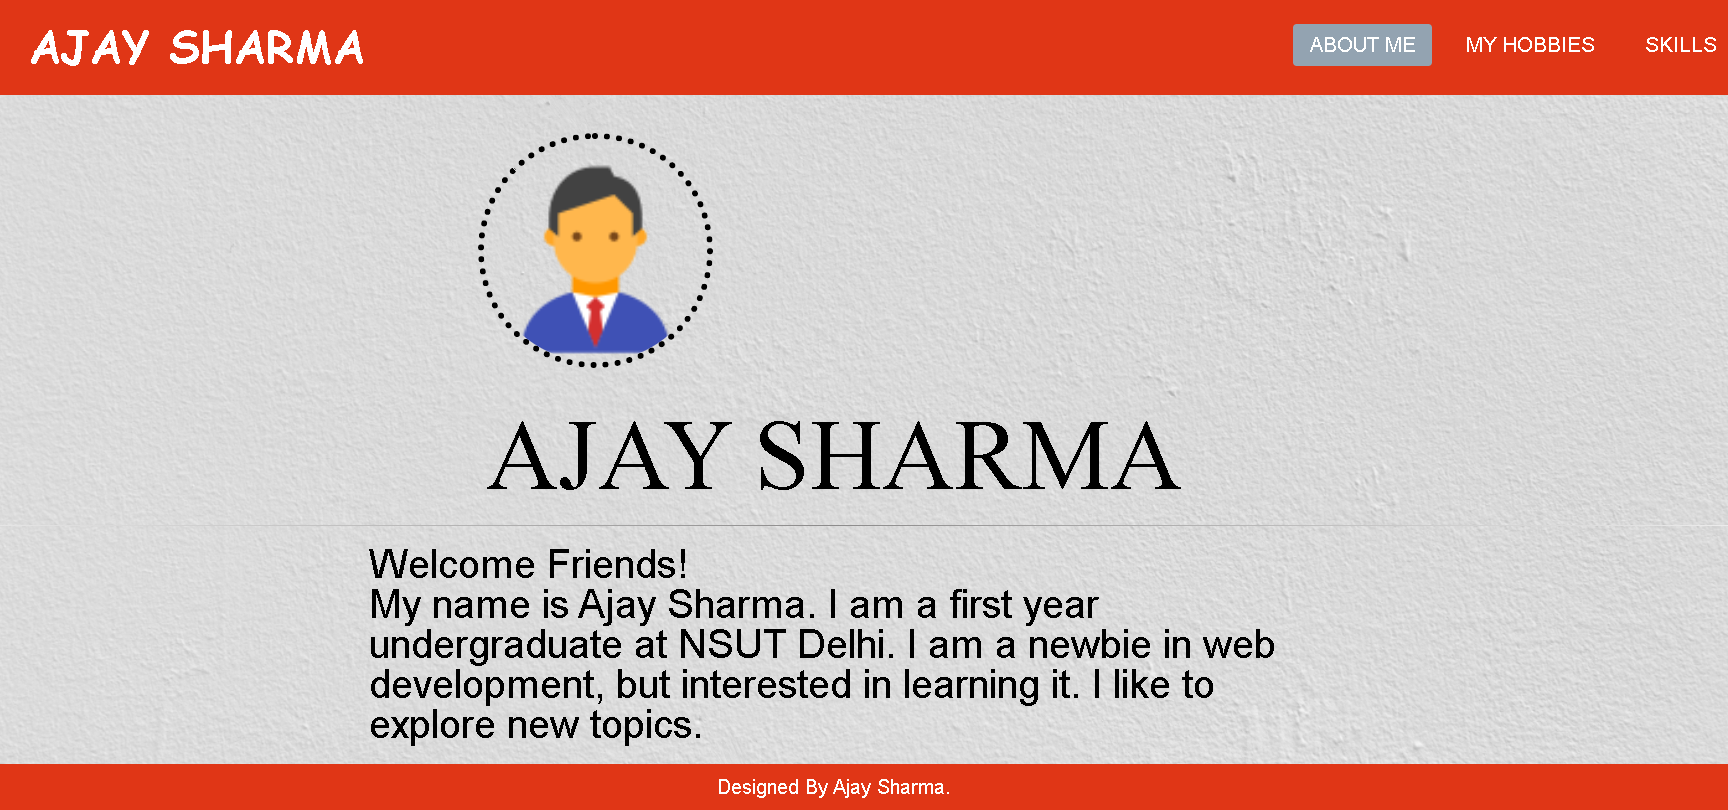 AJAY SHARMA
ABOUT ME
MY HOBBIES
SKILLS
AJAY SHARMA
Welcome Friends!
My name is Ajay Sharma. I am a first year
undergraduate at NSUT Delhi. I am a newbie in web
development, but interested in learning it. I like to
explore new topics.
Designed By Ajay Sharma.